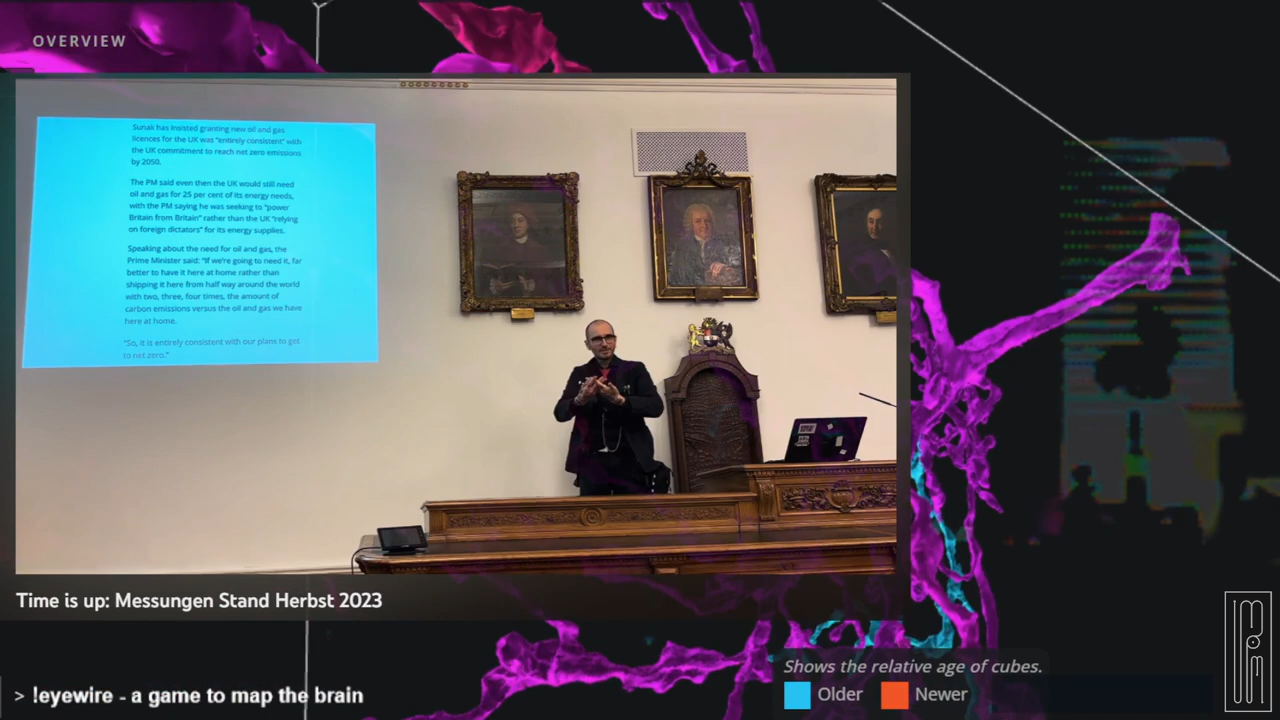 OVERVIEW
Sunak has insisted granting new oil and gas
licences for the UK was "entirely consistent" with
the UK commitment to reach net zero emissions
by 2050.
The PM said even then the UK would still need
oil and gas for 25 per cent of its energy needs,
with the PM saying he was seeking to "power
Britain from Britain" rather than the UK "relying
on foreign dictators" for its energy supplies.
Speaking about the need for oil and gas, the
Prime Minister said: "If we're going to need it, far
better to have it here at home rather than
shipping it here from half way around the world
with two, three, four times, the amount of
carbon emissions versus the oil and gas we have
here at home.
"So, it is entirely consistent with our plans to get
to net zero."
Time is up: Messungen Stand Herbst 2023
> !eyewire - a game to map the brain
Shows the relative age of cubes.
Older Newer